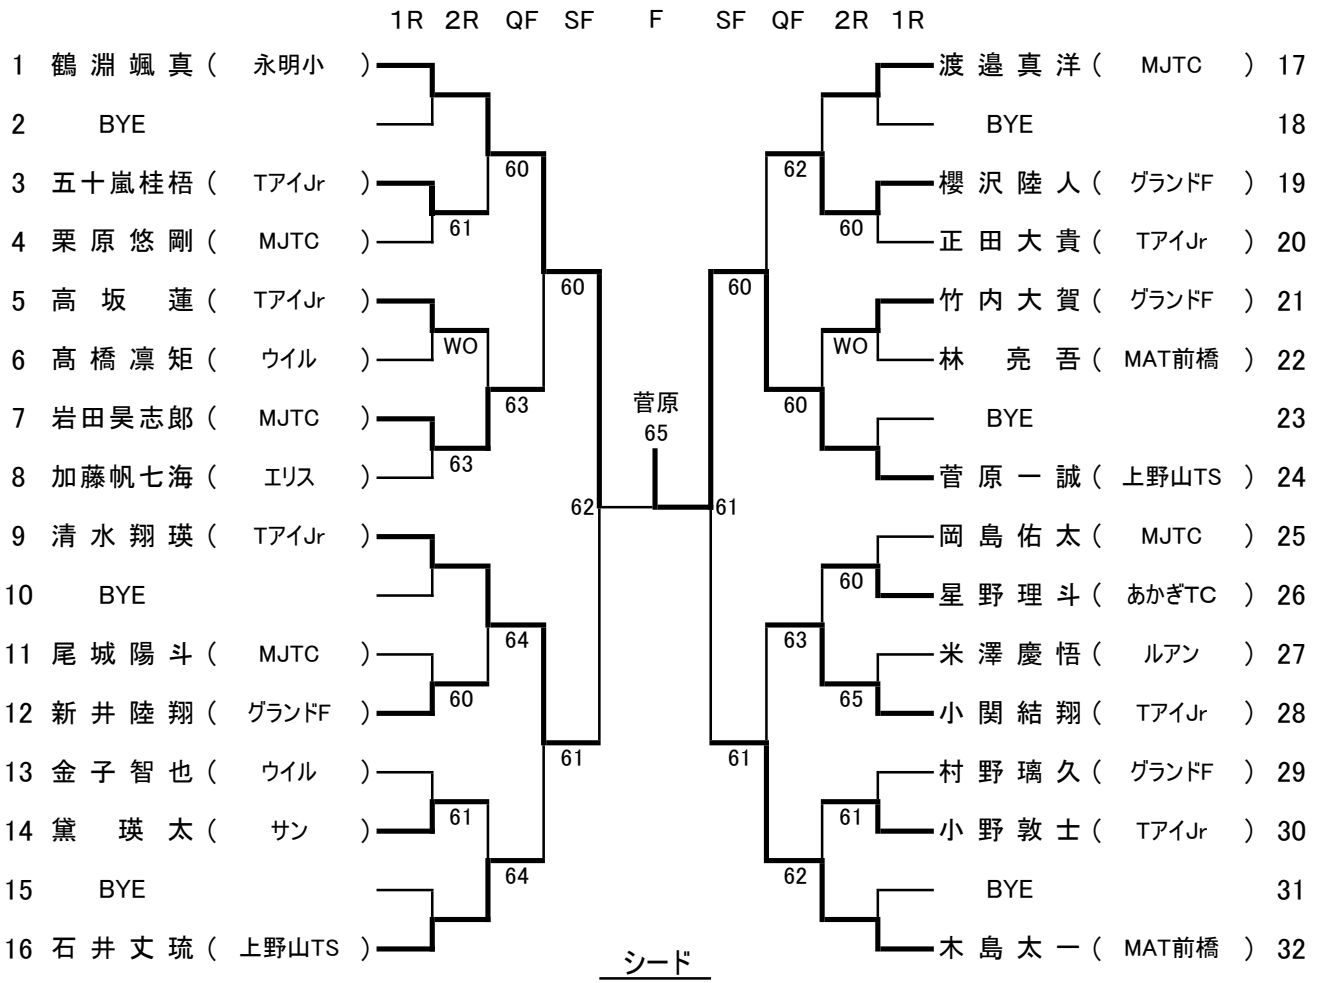 1R 2R QF SF F SF QF 2R 1R
1 鶴淵颯真 ( 永明小 ) 渡邉真洋 ( MJTC ) 17
2 BYE BYE 18
60 62
3 五十嵐桂梧 ( TアイJr ) 櫻沢陸人 ( グランドF ) 19
61 60
4 栗原悠剛 ( MJTC ) 正田大貴 ( TアイJr ) 20
60 60
5 高坂蓮 ( TアイJr ) 竹内大賀 ( グランドF ) 21
WO WO
6 髙橋凛矩 ( ウイル ) 林亮吾 ( MAT前橋 ) 22
63 菅原 60
7 岩田昊志郎 ( MJTC ) BYE 23
65
63
8 加藤帆七海 ( エリス ) 菅原一誠 ( 上野山TS ) 24
62 61
9 清水翔瑛 ( TアイJr ) 岡島佑太 ( MJTC ) 25
60
10 BYE 星野理斗 ( あかぎTC ) 26
64 63
11 尾城陽斗 ( MJTC ) 米澤慶悟 ( ルアン ) 27
60 65
12 新井陸翔 ( グランドF ) 小関結翔 ( TアイJr ) 28
61 61
13 金子智也 ( ウイル ) 村野璃久 ( グランドF ) 29
61 61
14 黛瑛太 ( サン ) 小野敦士 ( TアイJr ) 30
64 62
15 BYE BYE 31
16 石井丈琉 ( 上野山TS ) 木島太一 ( MAT前橋 ) 32
シード